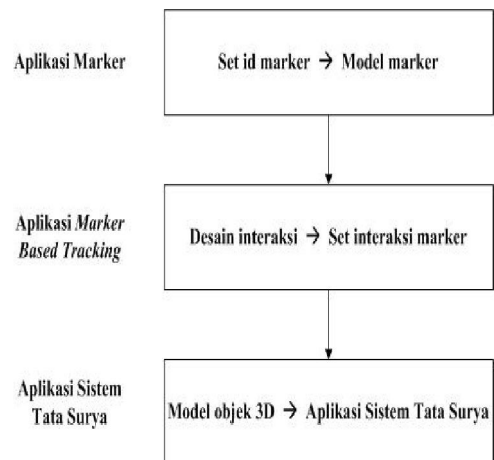 Aplikasi Marker
Set id marker → Model marker
Aplikasi Marker
Based Tracking
Desain interaksi → Set interaksi marker
Aplikasi Sistem
Tata Surya
Model objek 3D → Aplikasi Sistem Tata Surya